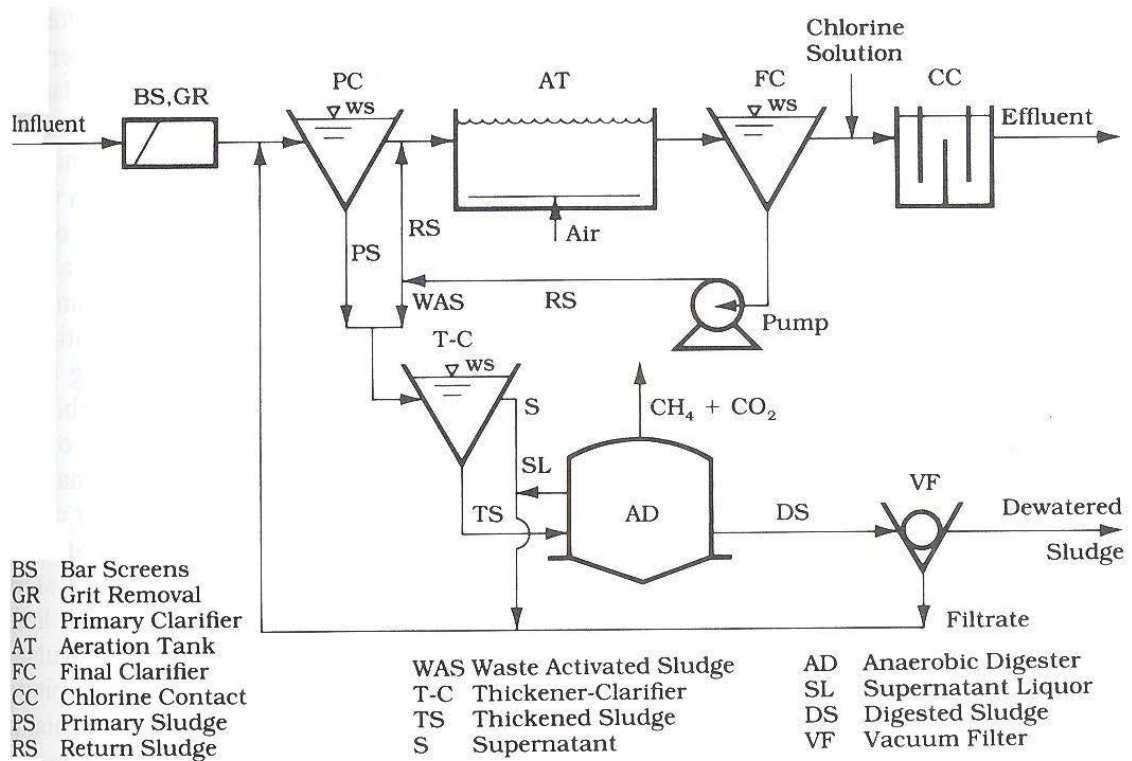 Chlorine
Solution
PC
AT
FC
CC
BS,GR
ws
ws
Influent
Effluent
RS
Air
PS
WAS
RS
Pump
T-C
ws
S
CH₄ + CO₂
SL
VF
TS
AD
DS
Dewatered
Sludge
Filtrate
BS Bar Screens
GR Grit Removal
PC Primary Clarifier
AT Aeration Tank
FC Final Clarifier
CC Chlorine Contact
PS Primary Sludge
RS Return Sludge
WAS Waste Activated Sludge
T-C Thickener-Clarifier
TS Thickened Sludge
S Supernatant
AD Anaerobic Digester
SL Supernatant Liquor
DS Digested Sludge
VF Vacuum Filter